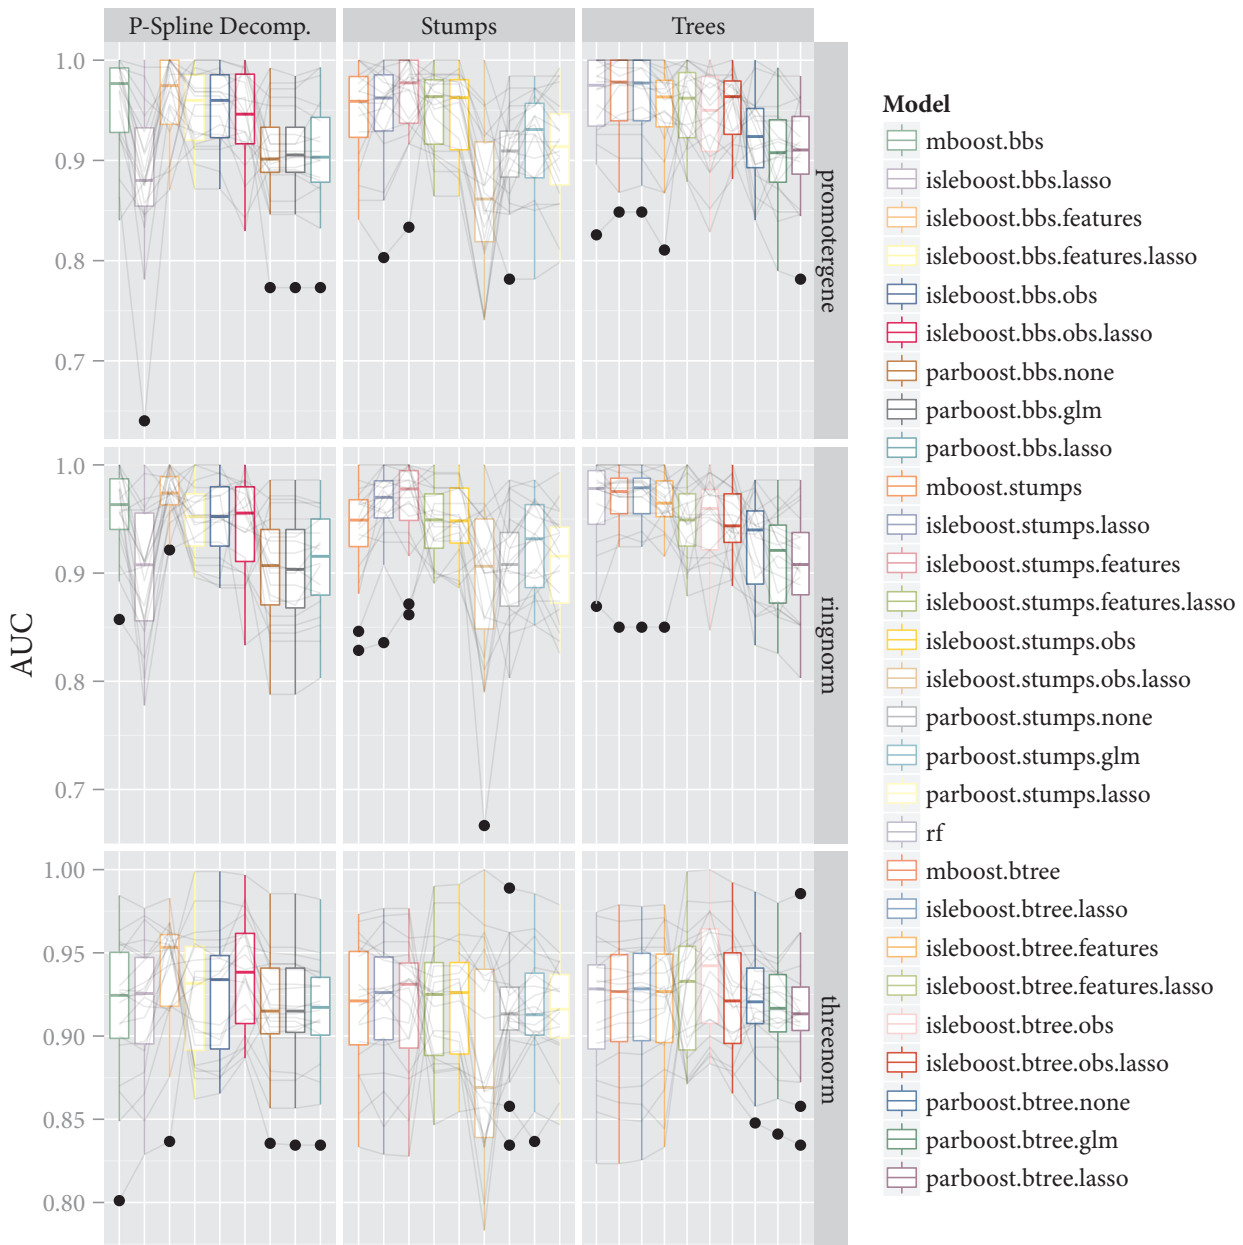 P-Spline Decomp.
Stumps
Trees
1.0
0.9
0.8
0.7
promotergene
1.0
0.9
0.8
0.7
ringnorm
AUC
1.00
0.95
0.90
0.85
0.80
threenorm
Model
mboost.bbs
isleboost.bbs.lasso
isleboost.bbs.features
isleboost.bbs.features.lasso
isleboost.bbs.obs
isleboost.bbs.obs.lasso
parboost.bbs.none
parboost.bbs.glm
parboost.bbs.lasso
mboost.stumps
isleboost.stumps.lasso
isleboost.stumps.features
isleboost.stumps.features.lasso
isleboost.stumps.obs
isleboost.stumps.obs.lasso
parboost.stumps.none
parboost.stumps.glm
parboost.stumps.lasso
rf
mboost.btree
isleboost.btree.lasso
isleboost.btree.features
isleboost.btree.features.lasso
isleboost.btree.obs
isleboost.btree.obs.lasso
parboost.btree.none
parboost.btree.glm
parboost.btree.lasso